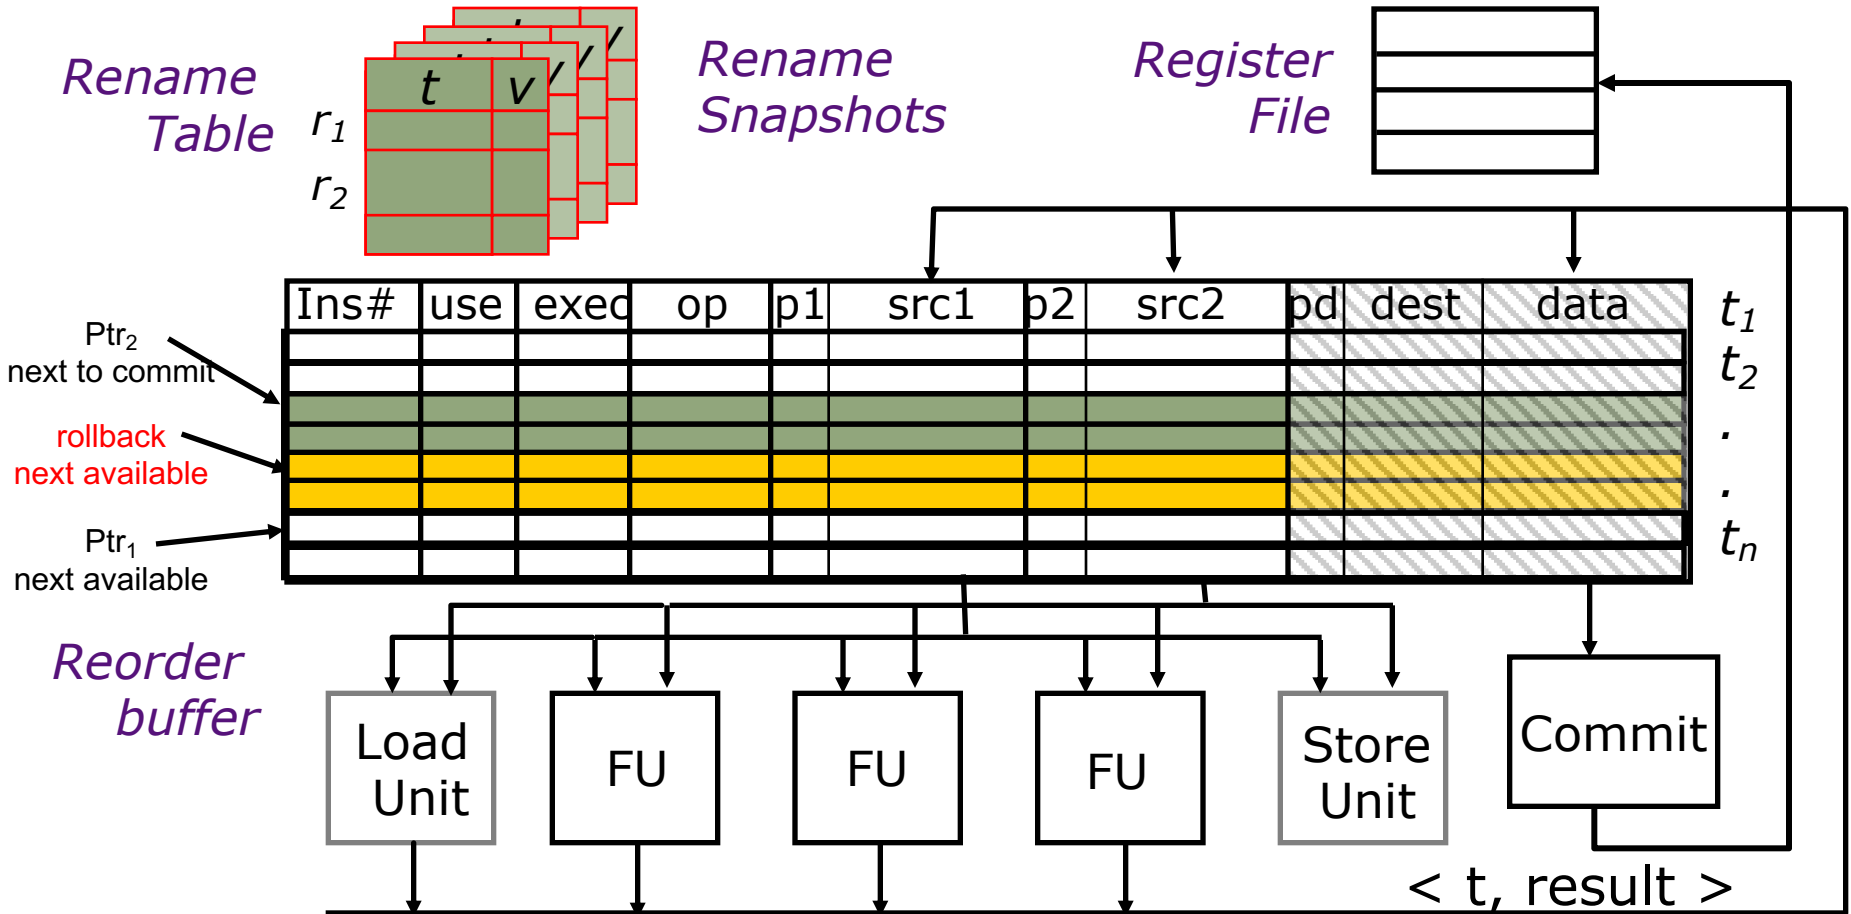 Rename
Table
t v
r1
r2
Rename
Snapshots
Register
File
Ins# use exec op p1 src1 p2 src2 pd dest data
t1
t2
.
.
tn
Ptr2
next to commit
rollback
next available
Ptr1
next available
Reorder
buffer
Load
Unit
FU
FU
FU
Store
Unit
Commit
< t, result >